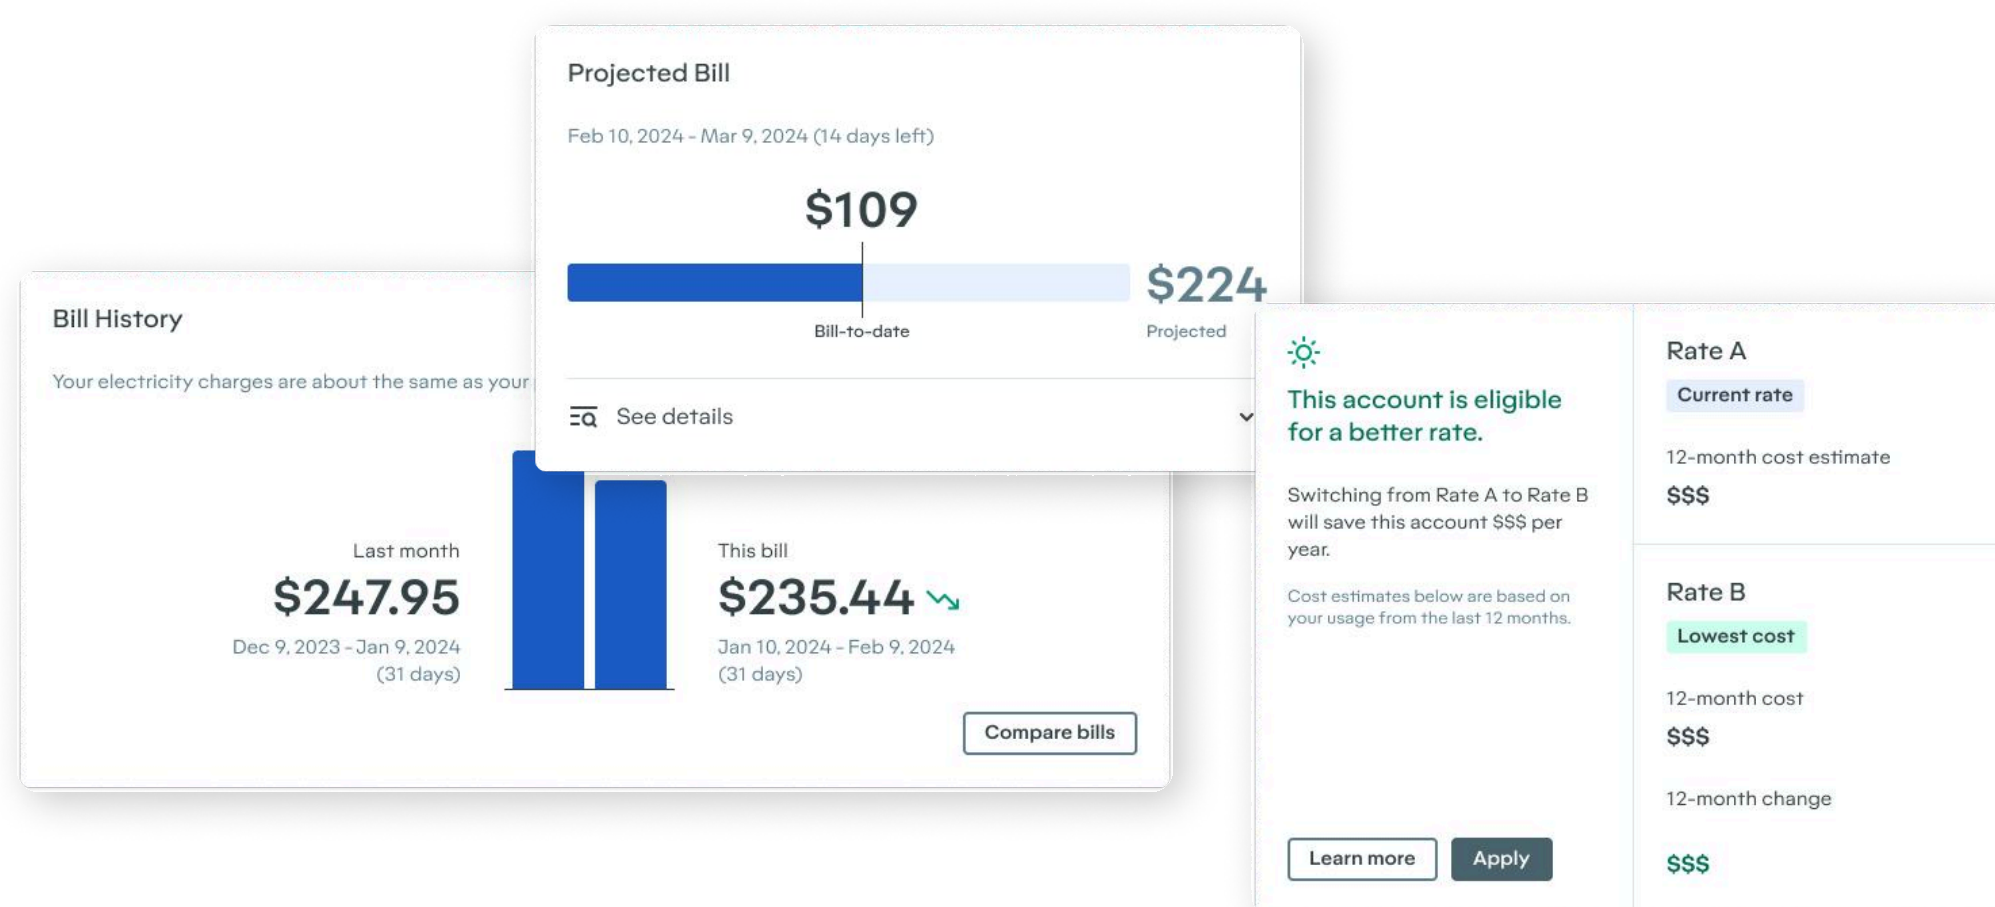 Projected Bill
Feb 10, 2024 - Mar 9, 2024 (14 days left)
$109
$224
Bill-to-date
Projected
See details
Bill History
Your electricity charges are about the same as your
Last month
$247.95
Dec 9, 2023 - Jan 9, 2024
(31 days)
This bill
$235.44
Jan 10, 2024 - Feb 9, 2024
(31 days)
Compare bills
This account is eligible
for a better rate.
Switching from Rate A to Rate B
will save this account $$$ per
year.
Cost estimates below are based on
your usage from the last 12 months.
Learn more
Apply
Rate A
Current rate
12-month cost estimate
$$$
Rate B
Lowest cost
12-month cost
$$$
12-month change
$$$